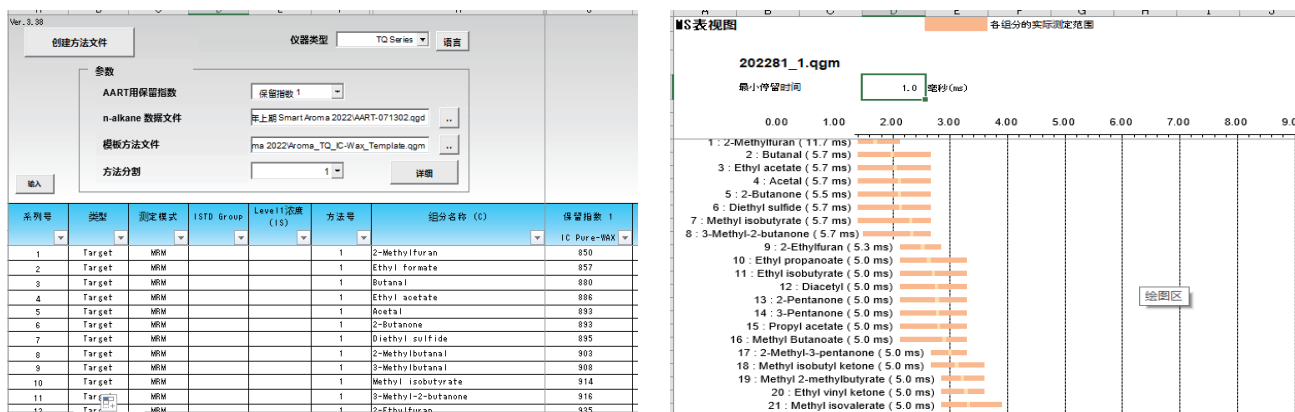 Ver.3.38
创建方法文件
仪器类型
TQ Series
语言
参数
AART用保留指数
保留指数 1
n-alkane 数据文件
年上期 Smart Aroma 2022\AART-071302.qgd
..
模板方法文件
ma 2022\Aroma_TQ_IC-Wax_Template.qgm
..
方法分割
1
详细
输入
系列号 类型 测定模式 ISTD Group Level1浓度 (IS) 方法号 组分名称 (C) 保留指数 1
IC Pure-WAX
1 Target MRM 1 2-Methylfuran 850
2 Target MRM 1 Ethyl formate 857
3 Target MRM 1 Butanal 880
4 Target MRM 1 Ethyl acetate 886
5 Target MRM 1 Acetal 893
6 Target MRM 1 2-Butanone 893
7 Target MRM 1 Diethyl sulfide 895
8 Target MRM 1 2-Methylbutanal 903
9 Target MRM 1 3-Methylbutanal 908
10 Target MRM 1 Methyl isobutyrate 914
11 MRM 1 3-Methyl-2-butanone 916
12 MRM 1 2-Ethylfuran 935
A B C D E F G H I J
MS表视图
各组分的实际测定范围
202281_1.qgm
最小停留时间 1.0 毫秒(ms)
0.00 1.00 2.00 3.00 4.00 5.00 6.00 7.00 8.00
1 : 2-Methylfuran ( 11.7 ms)
2 : Butanal ( 5.7 ms)
3 : Ethyl acetate ( 5.7 ms)
4 : Acetal ( 5.7 ms)
5 : 2-Butanone ( 5.5 ms)
6 : Diethyl sulfide ( 5.7 ms)
7 : Methyl isobutyrate ( 5.7 ms)
8 : 3-Methyl-2-butanone ( 5.7 ms)
9 : 2-Ethylfuran ( 5.3 ms)
10 : Ethyl propanoate ( 5.0 ms)
11 : Ethyl isobutyrate ( 5.0 ms)
12 : Diacetyl ( 5.0 ms)
13 : 2-Pentanone ( 5.0 ms)
14 : 3-Pentanone ( 5.0 ms)
15 : Propyl acetate ( 5.0 ms)
16 : Methyl Butanoate ( 5.0 ms)
17 : 2-Methyl-3-pentanone ( 5.0 ms)
18 : Methyl isobutyl ketone ( 5.0 ms)
19 : Methyl 2-methylbutyrate ( 5.0 ms)
20 : Ethyl vinyl ketone ( 5.0 ms)
21 : Methyl isovalerate ( 5.0 ms)
绘图区